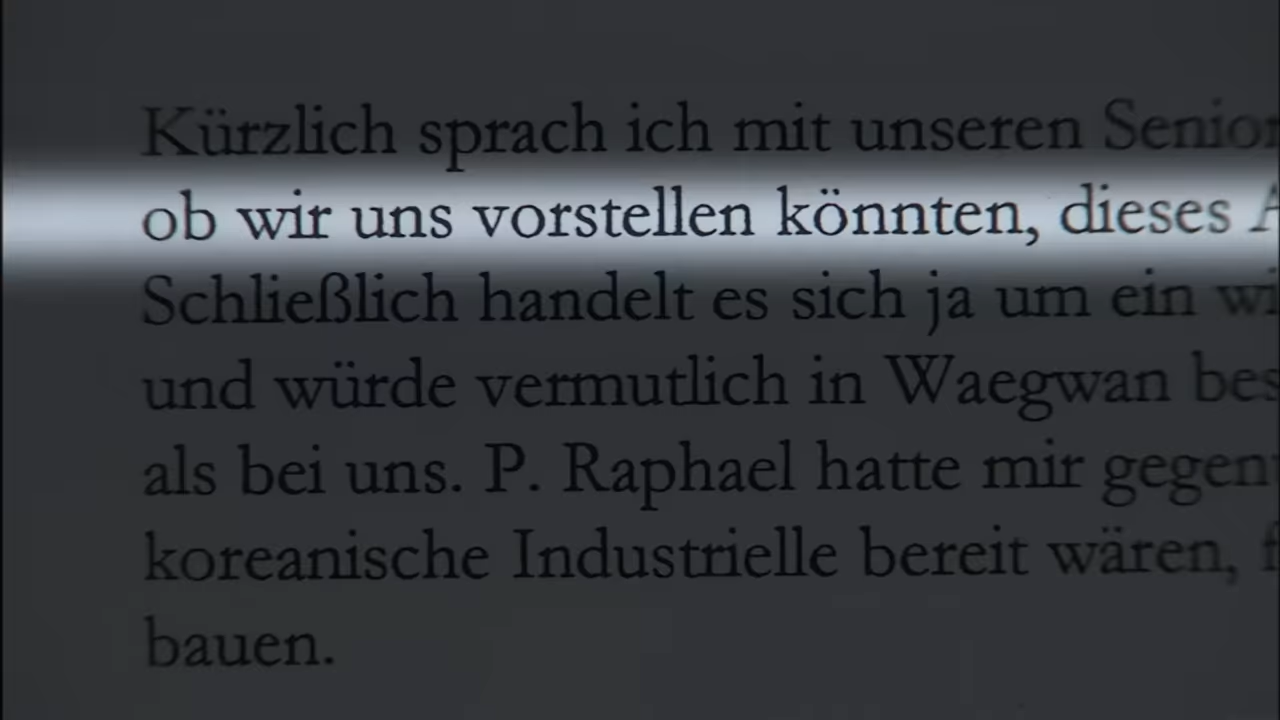 Kürzlich sprach ich mit unseren
ob wir uns vorstellen könnten, dieses
Schließlich handelt es sich ja um ein
und würde vermutlich in Waegwan
als bei uns. P. Raphael hatte mir
koreanische Industrielle bereit wären,
bauen.